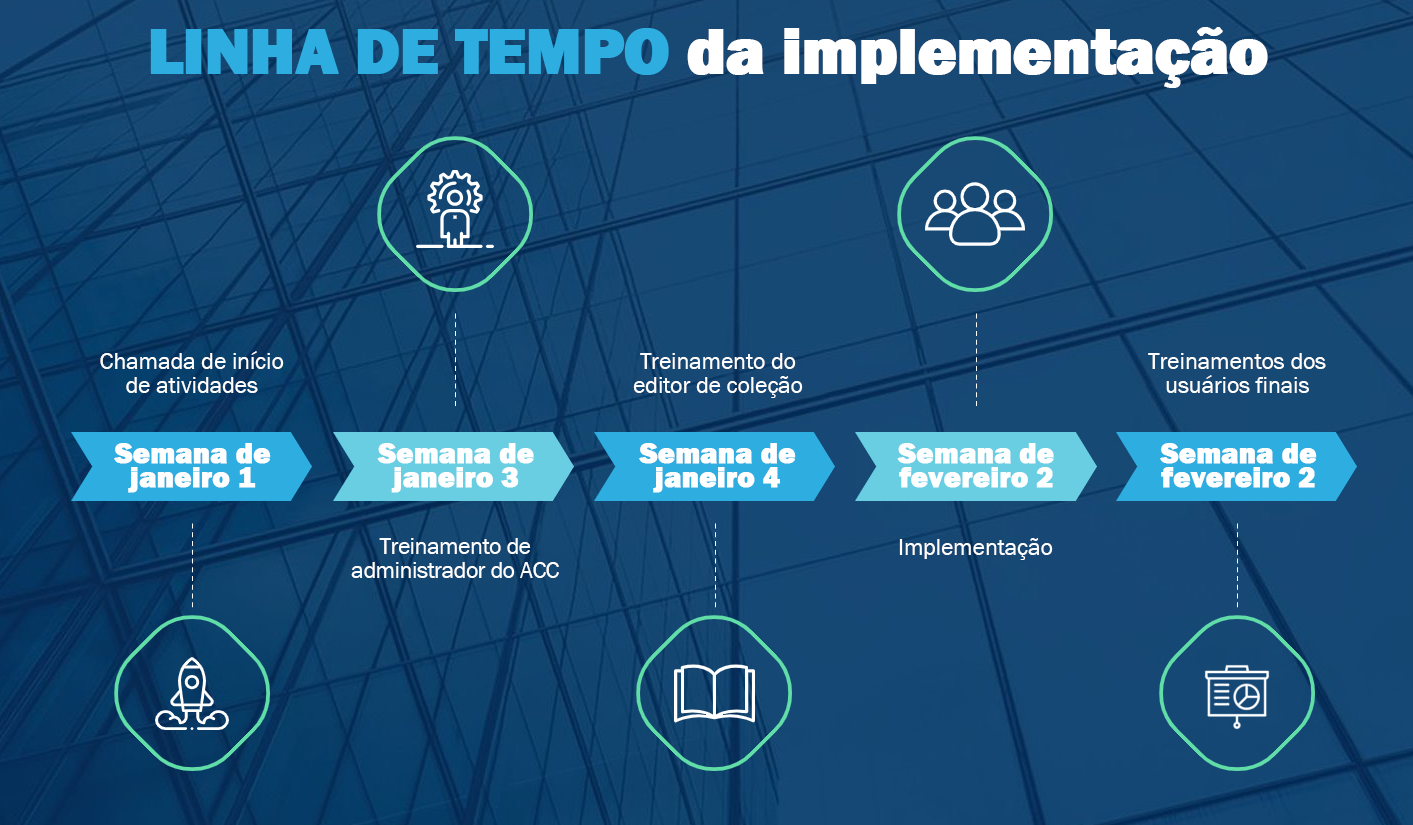 LINHA DE TEMPO da implementação
Chamada de início
de atividades
Semana de
janeiro 1
Semana de
janeiro 3
Treinamento de
administrador do ACC
Treinamento do
editor de coleção
Semana de
janeiro 4
Semana de
fevereiro 2
Implementação
Treinamentos dos
usuários finais
Semana de
fevereiro 2